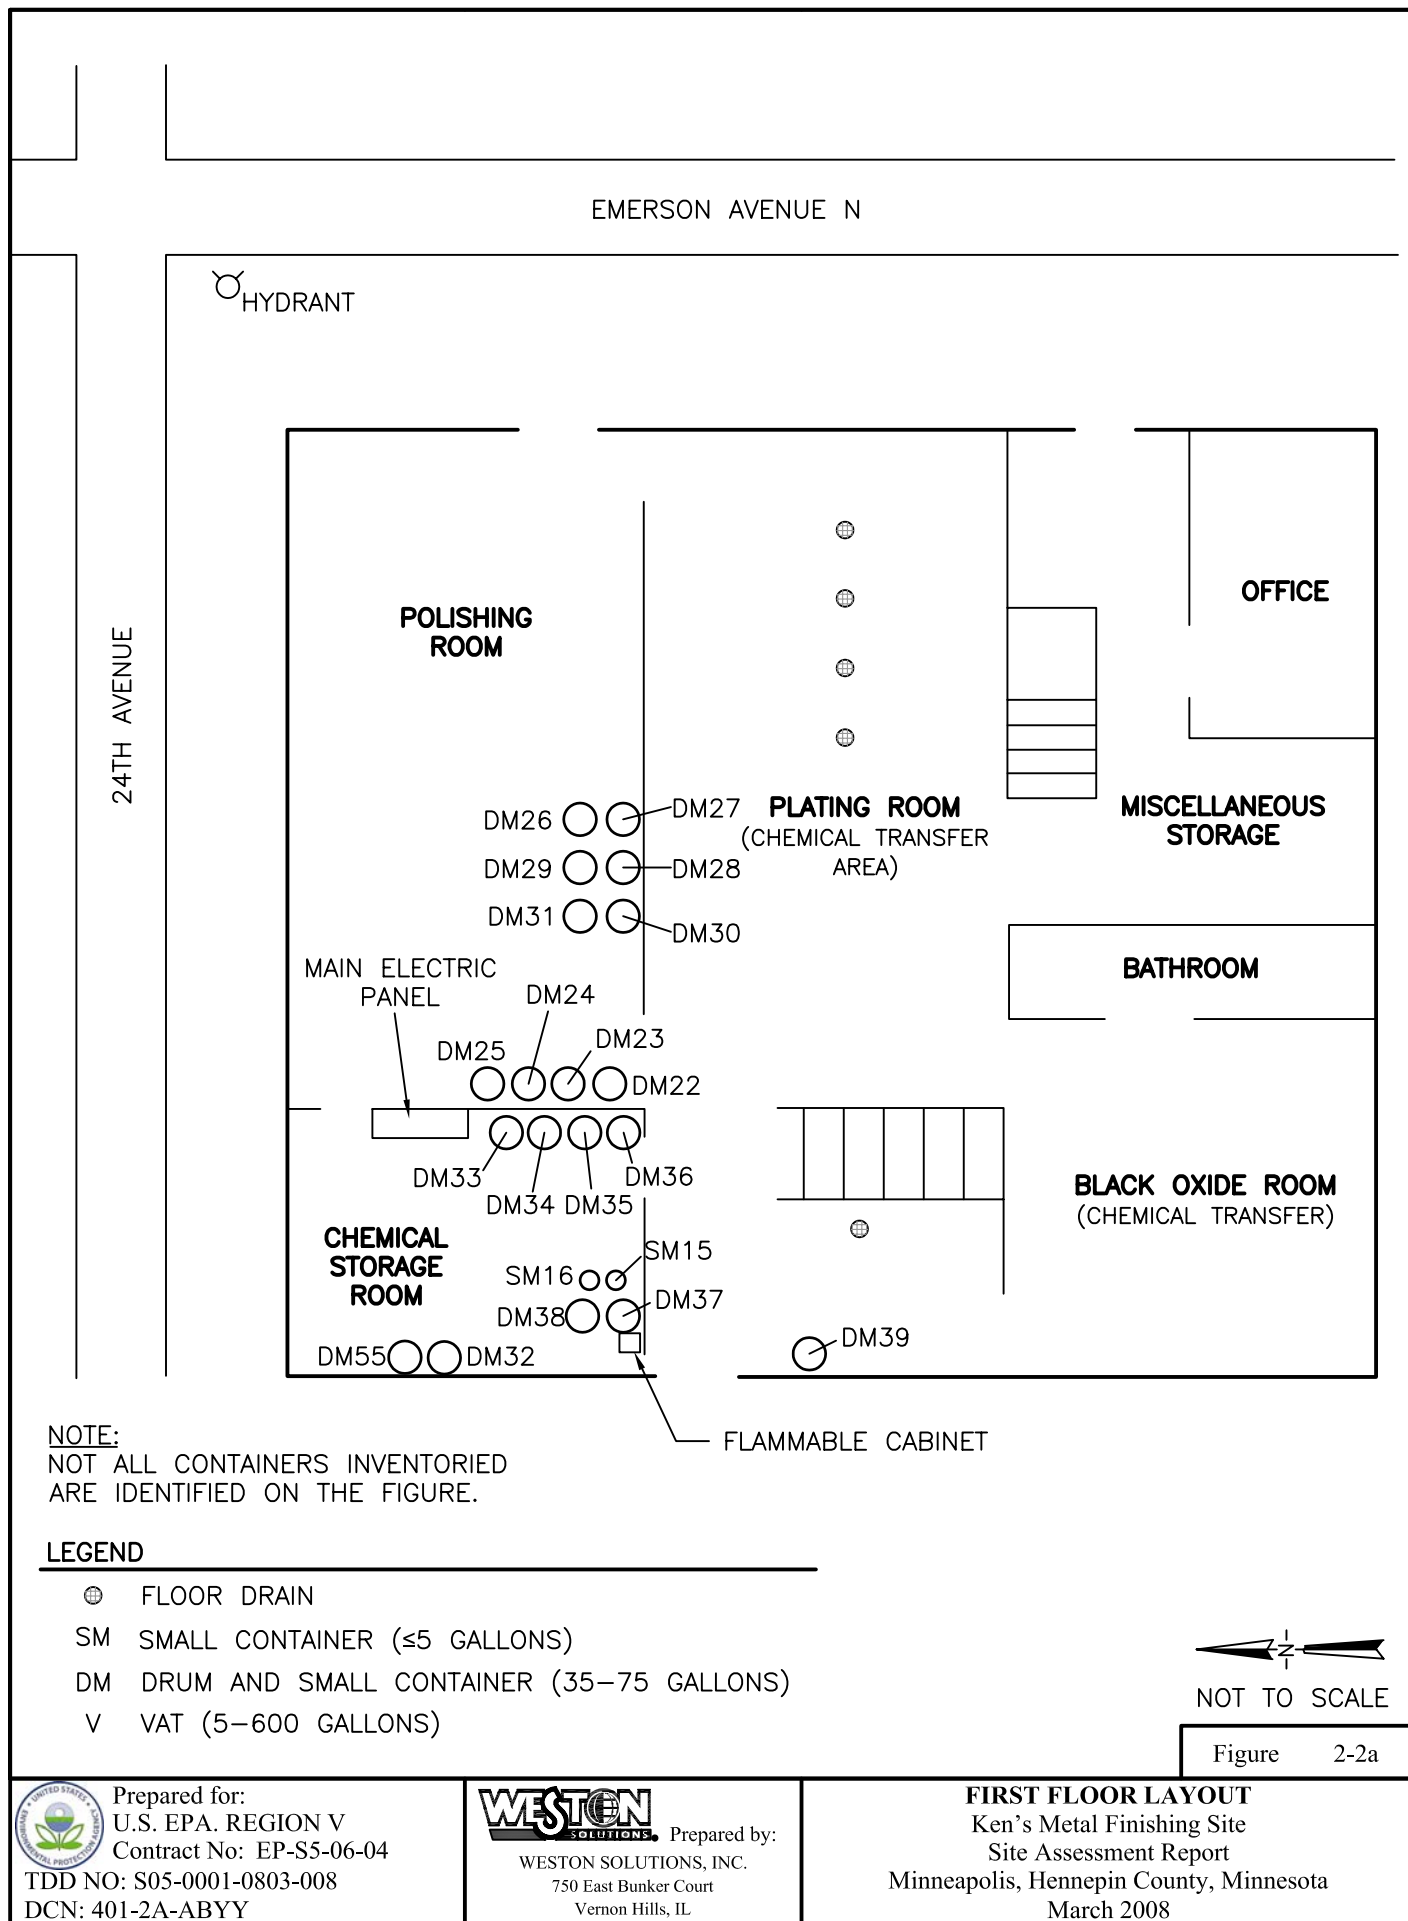 EMERSON AVENUE N
HYDRANT
24TH AVENUE
POLISHING
ROOM
OFFICE
DM26
DM27
PLATING ROOM
(CHEMICAL TRANSFER
AREA)
MISCELLANEOUS
STORAGE
DM29
DM28
DM31
DM30
MAIN ELECTRIC
PANEL
BATHROOM
DM24
DM25
DM23
DM22
DM33
DM36
DM34
DM35
BLACK OXIDE ROOM
(CHEMICAL TRANSFER)
CHEMICAL
STORAGE
ROOM
SM15
SM16
DM38
DM37
DM39
DM55
DM32
FLAMMABLE CABINET
NOTE:
NOT ALL CONTAINERS INVENTORIED
ARE IDENTIFIED ON THE FIGURE.
LEGEND
FLOOR DRAIN
SM SMALL CONTAINER (≤5 GALLONS)
DM DRUM AND SMALL CONTAINER (35–75 GALLONS)
V VAT (5–600 GALLONS)
N
NOT TO SCALE
Figure 2-2a
UNITED STATES
ENVIRONMENTAL PROTECTION AGENCY
Prepared for:
U.S. EPA. REGION V
Contract No: EP-S5-06-04
TDD NO: S05-0001-0803-008
DCN: 401-2A-ABYY
WESTON
SOLUTIONS
Prepared by:
WESTON SOLUTIONS, INC.
750 East Bunker Court
Vernon Hills, IL
FIRST FLOOR LAYOUT
Ken's Metal Finishing Site
Site Assessment Report
Minneapolis, Hennepin County, Minnesota
March 2008